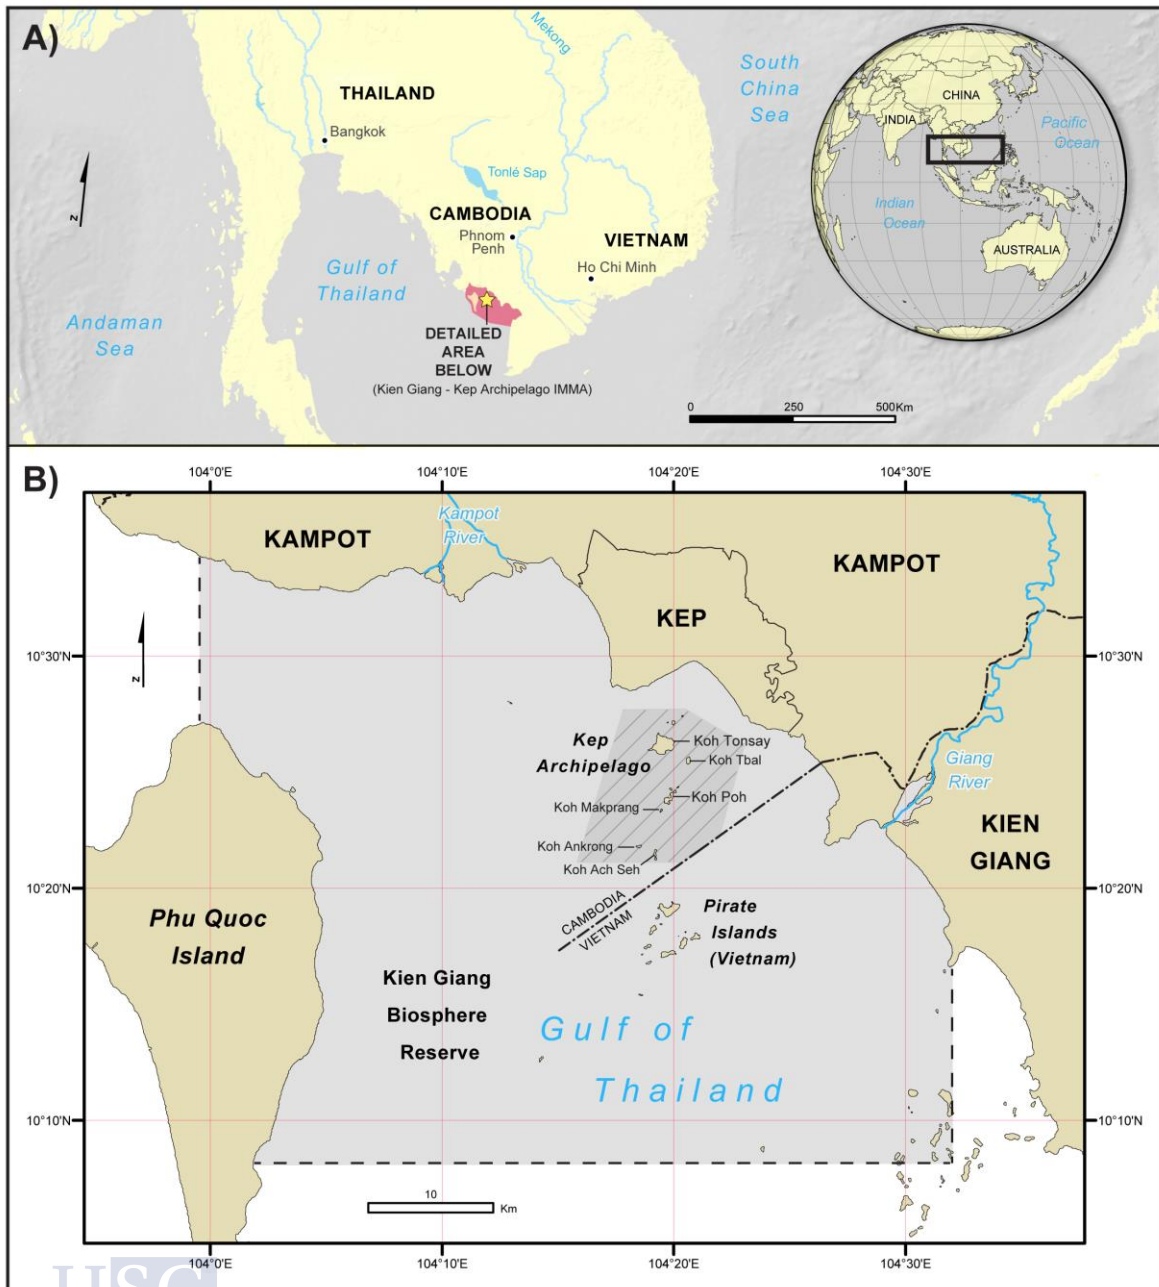 A)
Mekong
South
China
Sea
THAILAND
Bangkok
CHINA
INDIA
Pacific
Ocean
Tonlé Sap
N
CAMBODIA
Phnom
Penh
VIETNAM
Indian
Ocean
AUSTRALIA
Gulf of
Thailand
Ho Chi Minh
Andaman
Sea
DETAILED
AREA
BELOW
(Kien Giang - Kep Archipelago IMMA)
0 250 500Km
B)
104°0'E 104°10'E 104°20'E 104°30'E
Kampot
River
KAMPOT
KAMPOT
KEP
10°30'N 10°30'N
N
Kep
Archipelago
Koh Tonsay
Koh Tbal
Koh Poh
Koh Makprang
Koh Ankrong
Koh Ach Seh
Giang
River
KIEN
GIANG
10°20'N 10°20'N
CAMBODIA
VIETNAM
Pirate
Islands
(Vietnam)
Phu Quoc
Island
Kien Giang
Biosphere
Reserve
Gulf of
Thailand
10°10'N 10°10'N
10
Km
104°0'E 104°10'E 104°20'E 104°30'E
USC